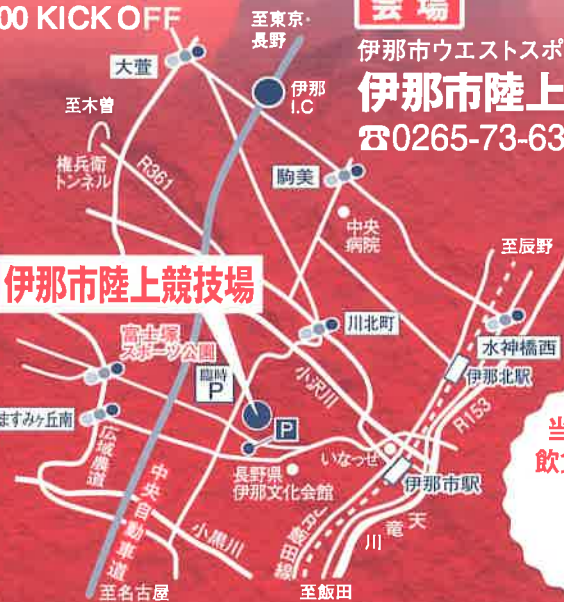 00 KICK OFF
会場
伊那市ウエストスポ
伊那市陸上
☎0265-73-63
至東京・
長野
大萱
伊那
I.C
至木曽
権兵衛
トンネル
R361
駒美
中央
病院
至辰野
伊那市陸上競技場
川北町
水神橋西
富士塚
スポーツ公園
臨時
P
小沢川
伊那北駅
R153
ますみヶ丘南
P
いなっせ
当
飲食
広域農道
長野県
伊那文化会館
伊那市駅
中央自動車道
小黒川
JR飯田線
天竜川
至名古屋
至飯田